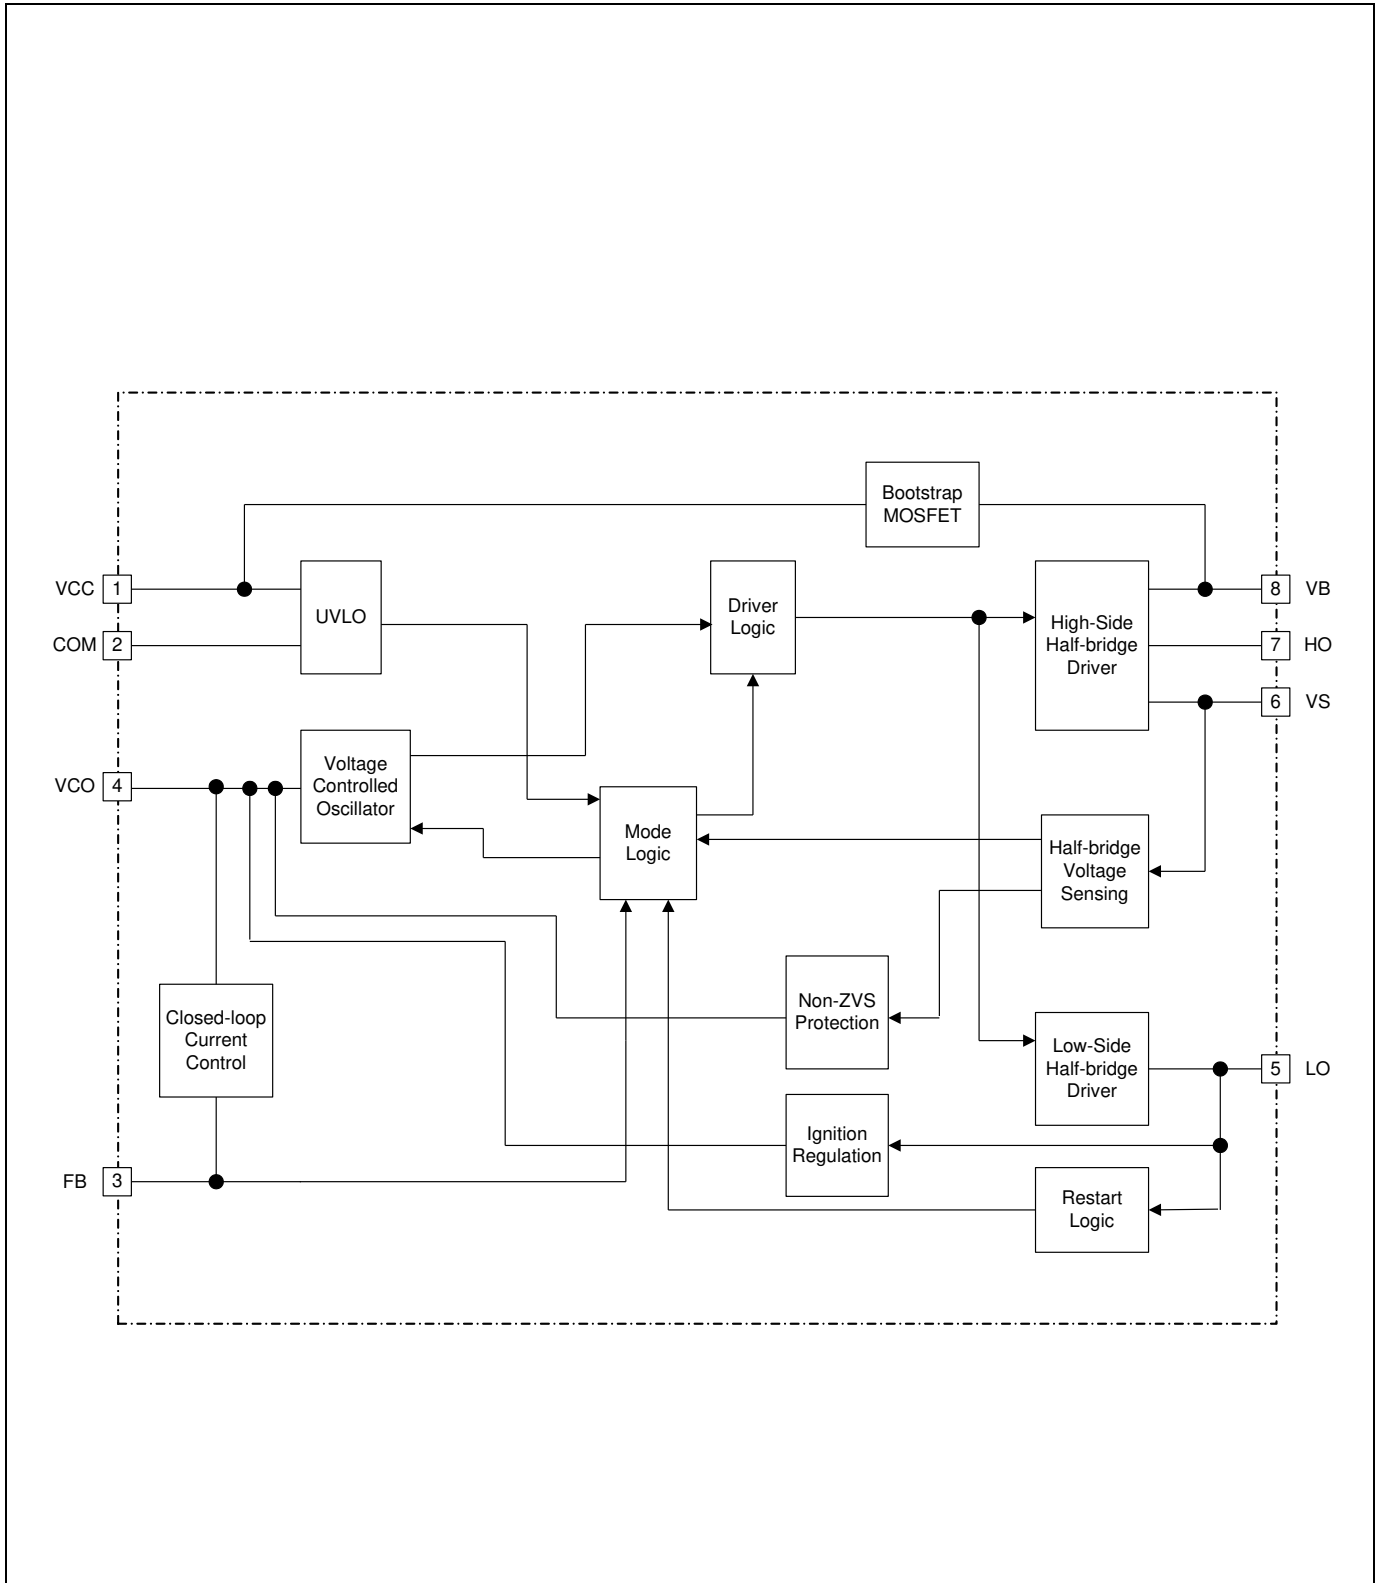 Bootstrap
MOSFET
VCC 1
UVLO
Driver
Logic
High-Side
Half-bridge
Driver
8 VB
COM 2
7 HO
6 VS
VCO 4
Voltage
Controlled
Oscillator
Mode
Logic
Half-bridge
Voltage
Sensing
Closed-loop
Current
Control
Non-ZVS
Protection
Low-Side
Half-bridge
Driver
5 LO
Ignition
Regulation
FB 3
Restart
Logic